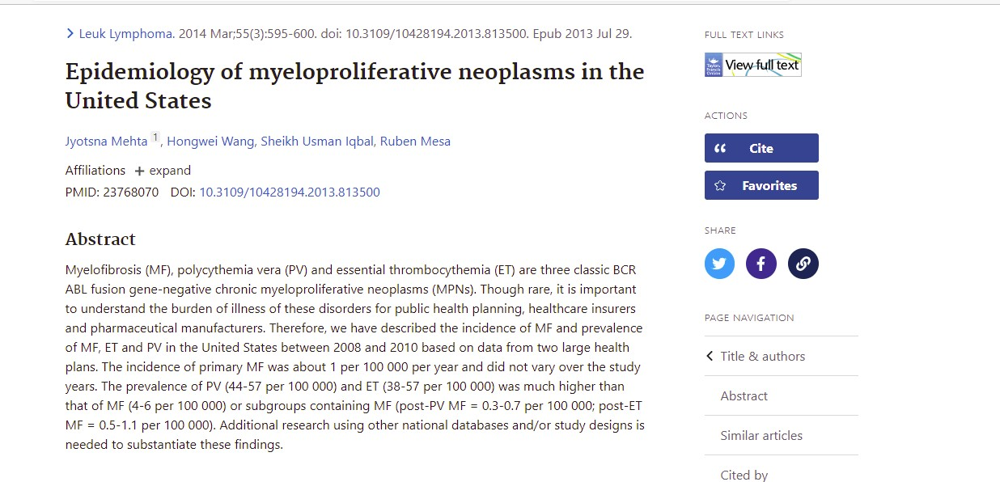 Leuk Lymphoma. 2014 Mar;55(3):595-600. doi: 10.3109/10428194.2013.813500. Epub 2013 Jul 29.
Epidemiology of myeloproliferative neoplasms in the
United States
Jyotsna Mehta 1, Hongwei Wang, Sheikh Usman Iqbal, Ruben Mesa
Affiliations + expand
PMID: 23768070 DOI: 10.3109/10428194.2013.813500
Abstract
Myelofibrosis (MF), polycythemia vera (PV) and essential thrombocythemia (ET) are three classic BCR
ABL fusion gene-negative chronic myeloproliferative neoplasms (MPNs). Though rare, it is important
to understand the burden of illness of these disorders for public health planning, healthcare insurers
and pharmaceutical manufacturers. Therefore, we have described the incidence of MF and prevalence
of MF, ET and PV in the United States between 2008 and 2010 based on data from two large health
plans. The incidence of primary MF was about 1 per 100 000 per year and did not vary over the study
years. The prevalence of PV (44-57 per 100 000) and ET (38-57 per 100 000) was much higher than
that of MF (4-6 per 100 000) or subgroups containing MF (post-PV MF = 0.3-0.7 per 100 000; post-ET
MF = 0.5-1.1 per 100 000). Additional research using other national databases and/or study designs is
needed to substantiate these findings.
FULL TEXT LINKS
Taylor
Francis
Online
View full text
ACTIONS
Cite
Favorites
SHARE
PAGE NAVIGATION
Title & authors
Abstract
Similar articles
Cited by